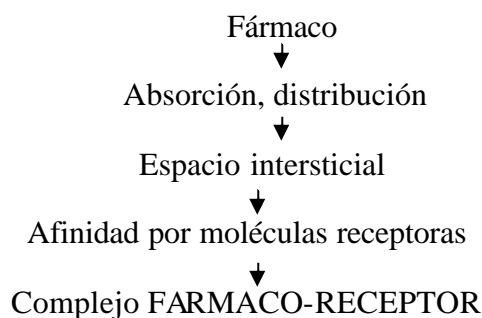 Fármaco
Absorción, distribución
Espacio intersticial
Afinidad por moléculas receptoras
Complejo FARMACO-RECEPTOR